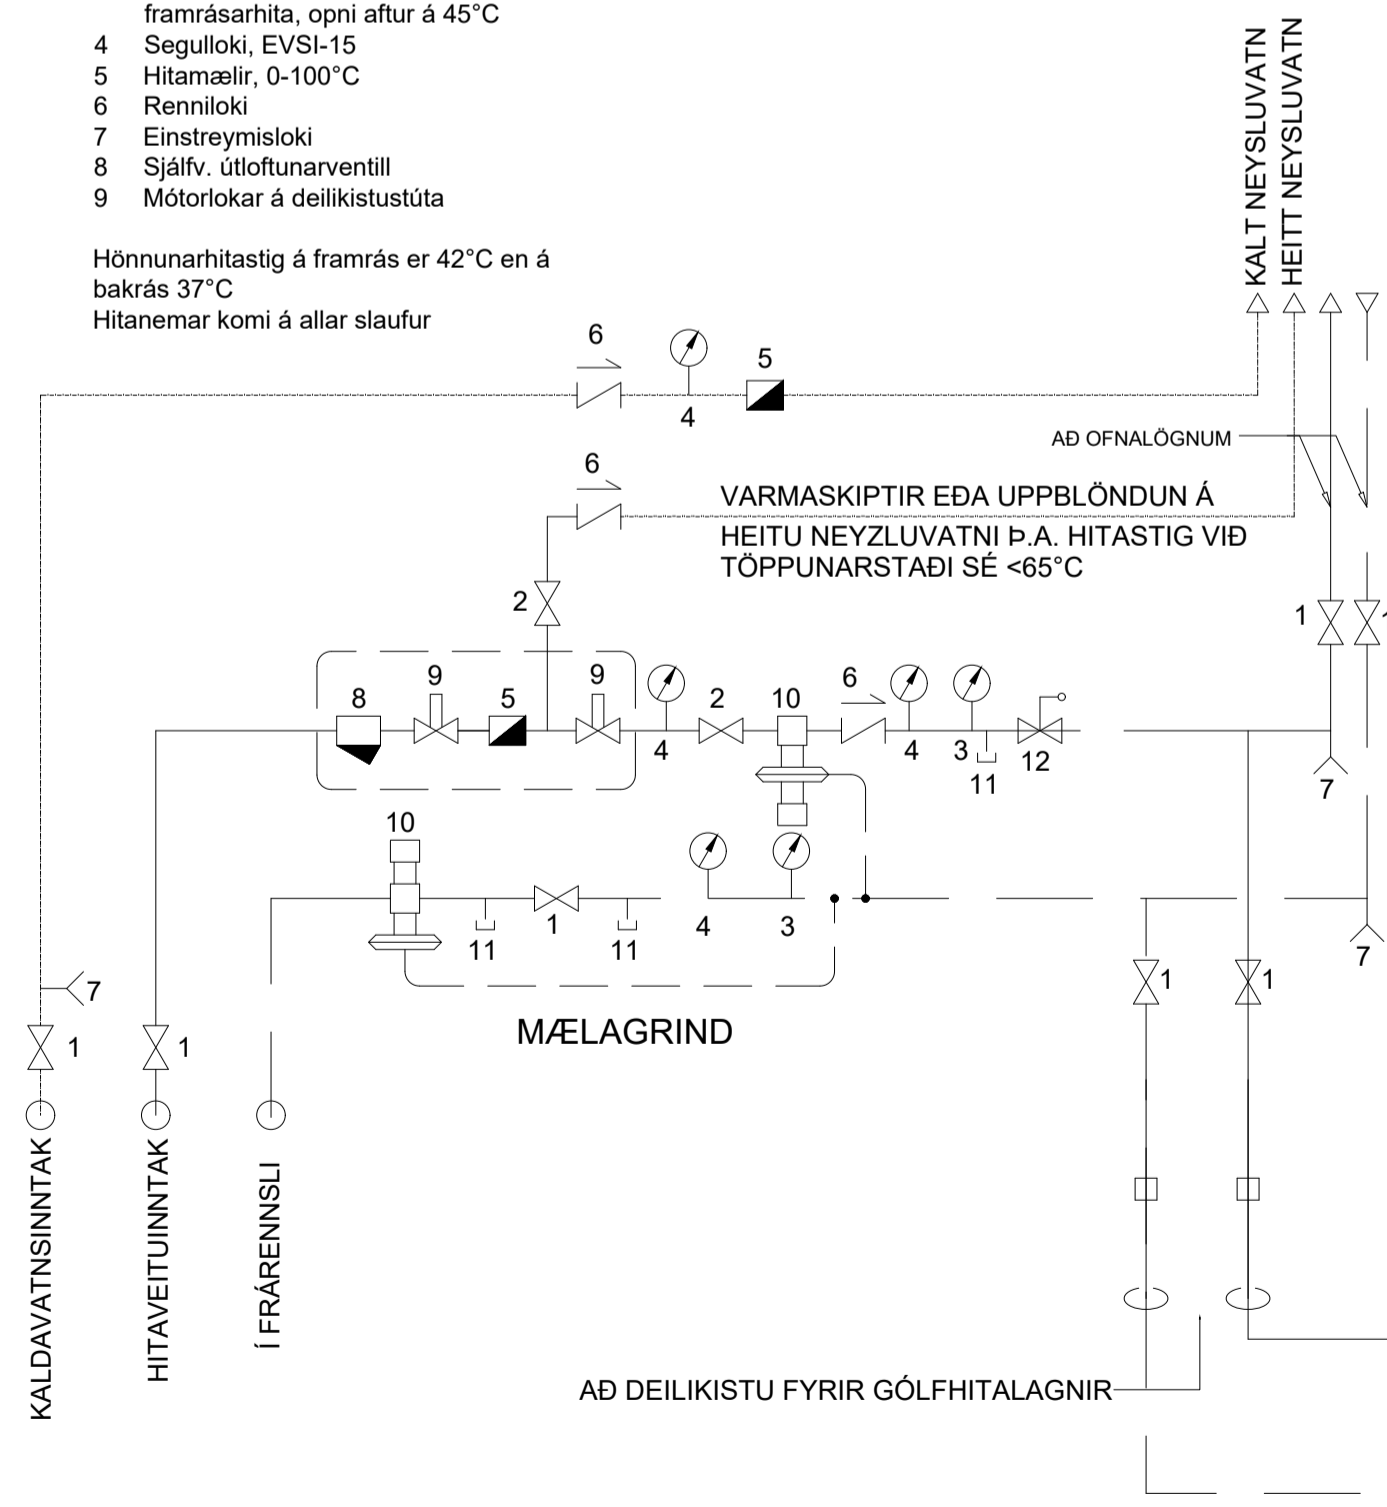 framrásarhita, opni aftur á 45°C
4 Segulloki, EVSI-15
5 Hitamælir, 0-100°C
6 Renniloki
7 Einstreymisloki
8 Sjálfv. útloftunarventill
9 Mótorlokar á deilikistustúta
Hönnunarhitastig á framrás er 42°C en á
bakrás 37°C
Hitanemar komi á allar slaufur
KALT NEYSLUVATN
HEITT NEYSLUVATN
6
5
4
AÐ OFNALÖGNUM
6
VARMASKIPTIR EÐA UPPBLÖNDUN Á
HEITU NEYZLUVATNI Þ.A. HITASTIG VIÐ
TÖPPUNARSTAÐI SÉ <65°C
2
1
8
9
5
9
4
2
10
6
4
3
11
12
7
10
11
1
11
4
3
7
1
1
7
1
1
MÆLAGRIND
KALDAVATNSINNTAK
HITAVEITUINNTAK
Í FRÁRENNSLI
AÐ DEILIKISTU FYRIR GÓLFHITALAGNIR